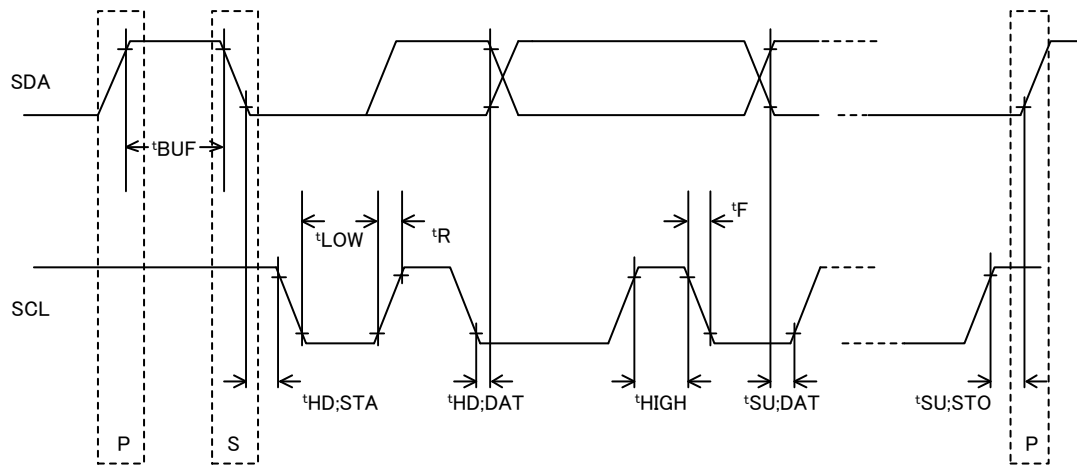 SDA
tBUF
tLOW
tR
tF
SCL
tHD;STA
tHD;DAT
tHIGH
tSU;DAT
tSU;STO
P
S
P